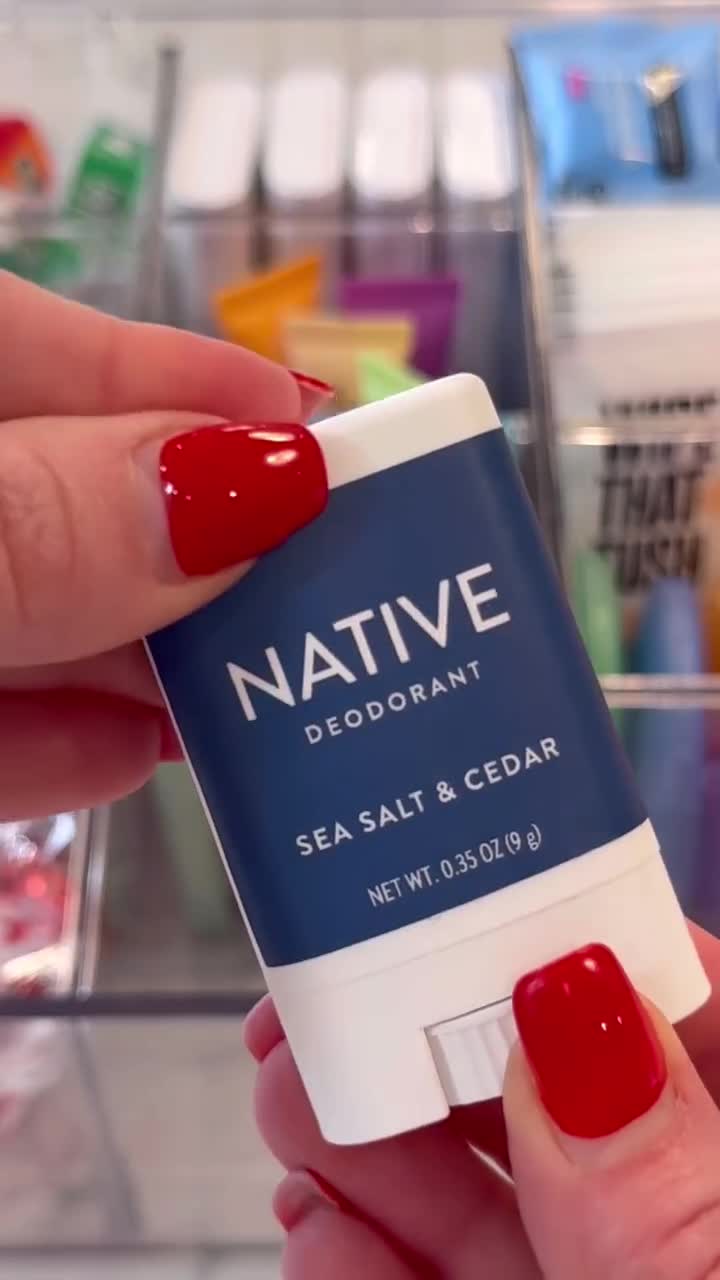 NATIVE
DEODORANT
SEA SALT & CEDAR
NET WT. 0.35 OZ (9 g)
THAT
TUSH